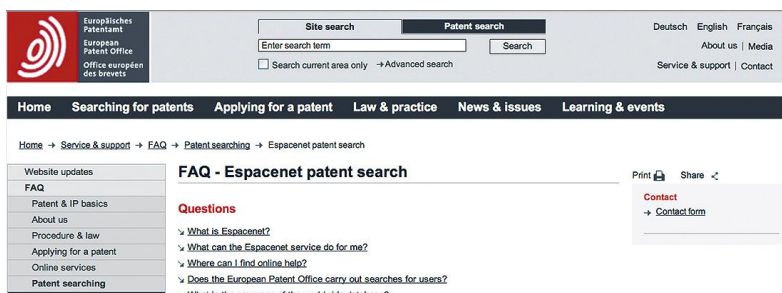 Europäisches
Patentamt
European
Patent Office
Office européen
des brevets
Site search
Patent search
Enter search term
Search
Search current area only →Advanced search
Deutsch English Français
About us | Media
Service & support | Contact
Home Searching for patents Applying for a patent Law & practice News & issues Learning & events
Home → Service & support → FAQ → Patent searching → Espacenet patent search
Website updates
FAQ
Patent & IP basics
About us
Procedure & law
Applying for a patent
Online services
Patent searching
FAQ - Espacenet patent search
Questions
↘ What is Espacenet?
↘ What can the Espacenet service do for me?
↘ Where can I find online help?
↘ Does the European Patent Office carry out searches for users?
Print Share
Contact
→ Contact form